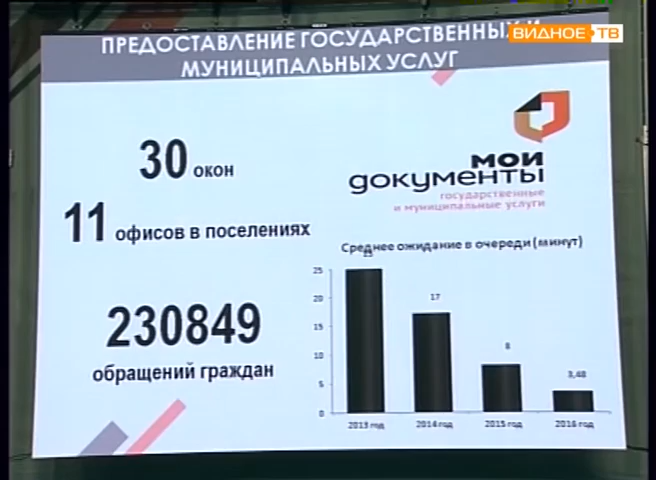 ПРЕДОСТАВЛЕНИЕ ГОСУДАРСТВЕННЫХ И
МУНИЦИПАЛЬНЫХ УСЛУГ
ВИДНОЕ ТВ
30 окон
11 офисов в поселениях
230849
обращений граждан
мои
документы
государственные
и муниципальные услуги
Среднее ожидание в очереди (минут)
25
20
15
10
5
0
17
8
3,48
2013 год
2014 год
2015 год
2016 год